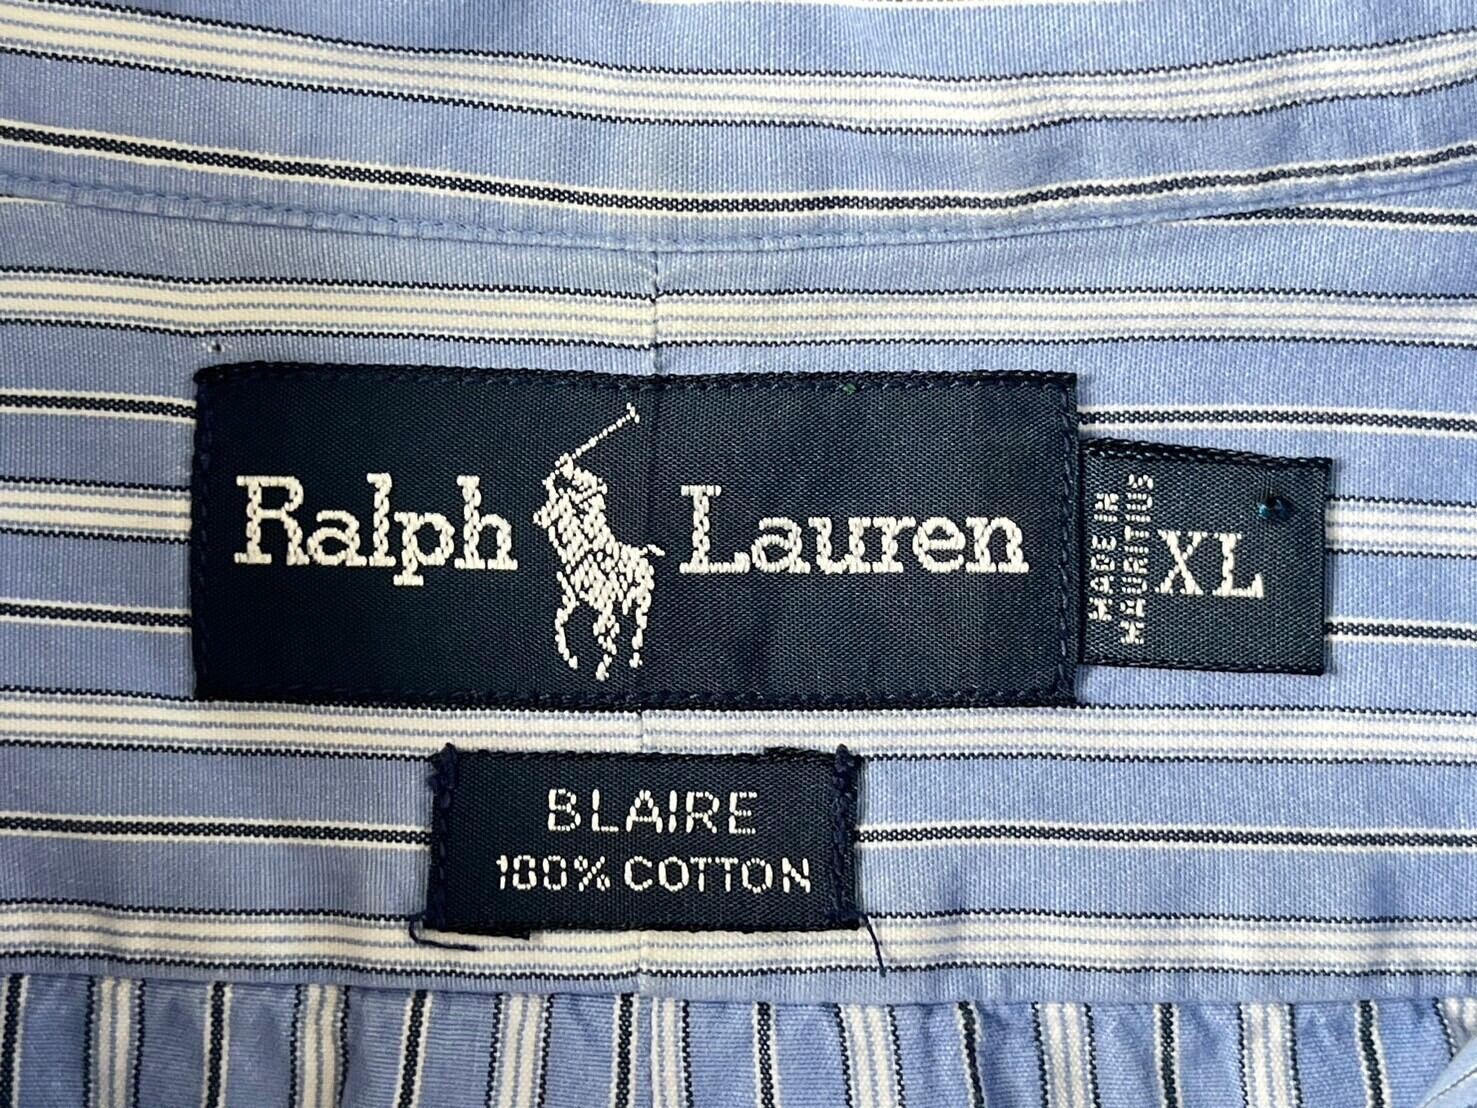 Ralph Lauren
MADE IN
MAURITIUS
XL
BLAIRE
100% COTTON